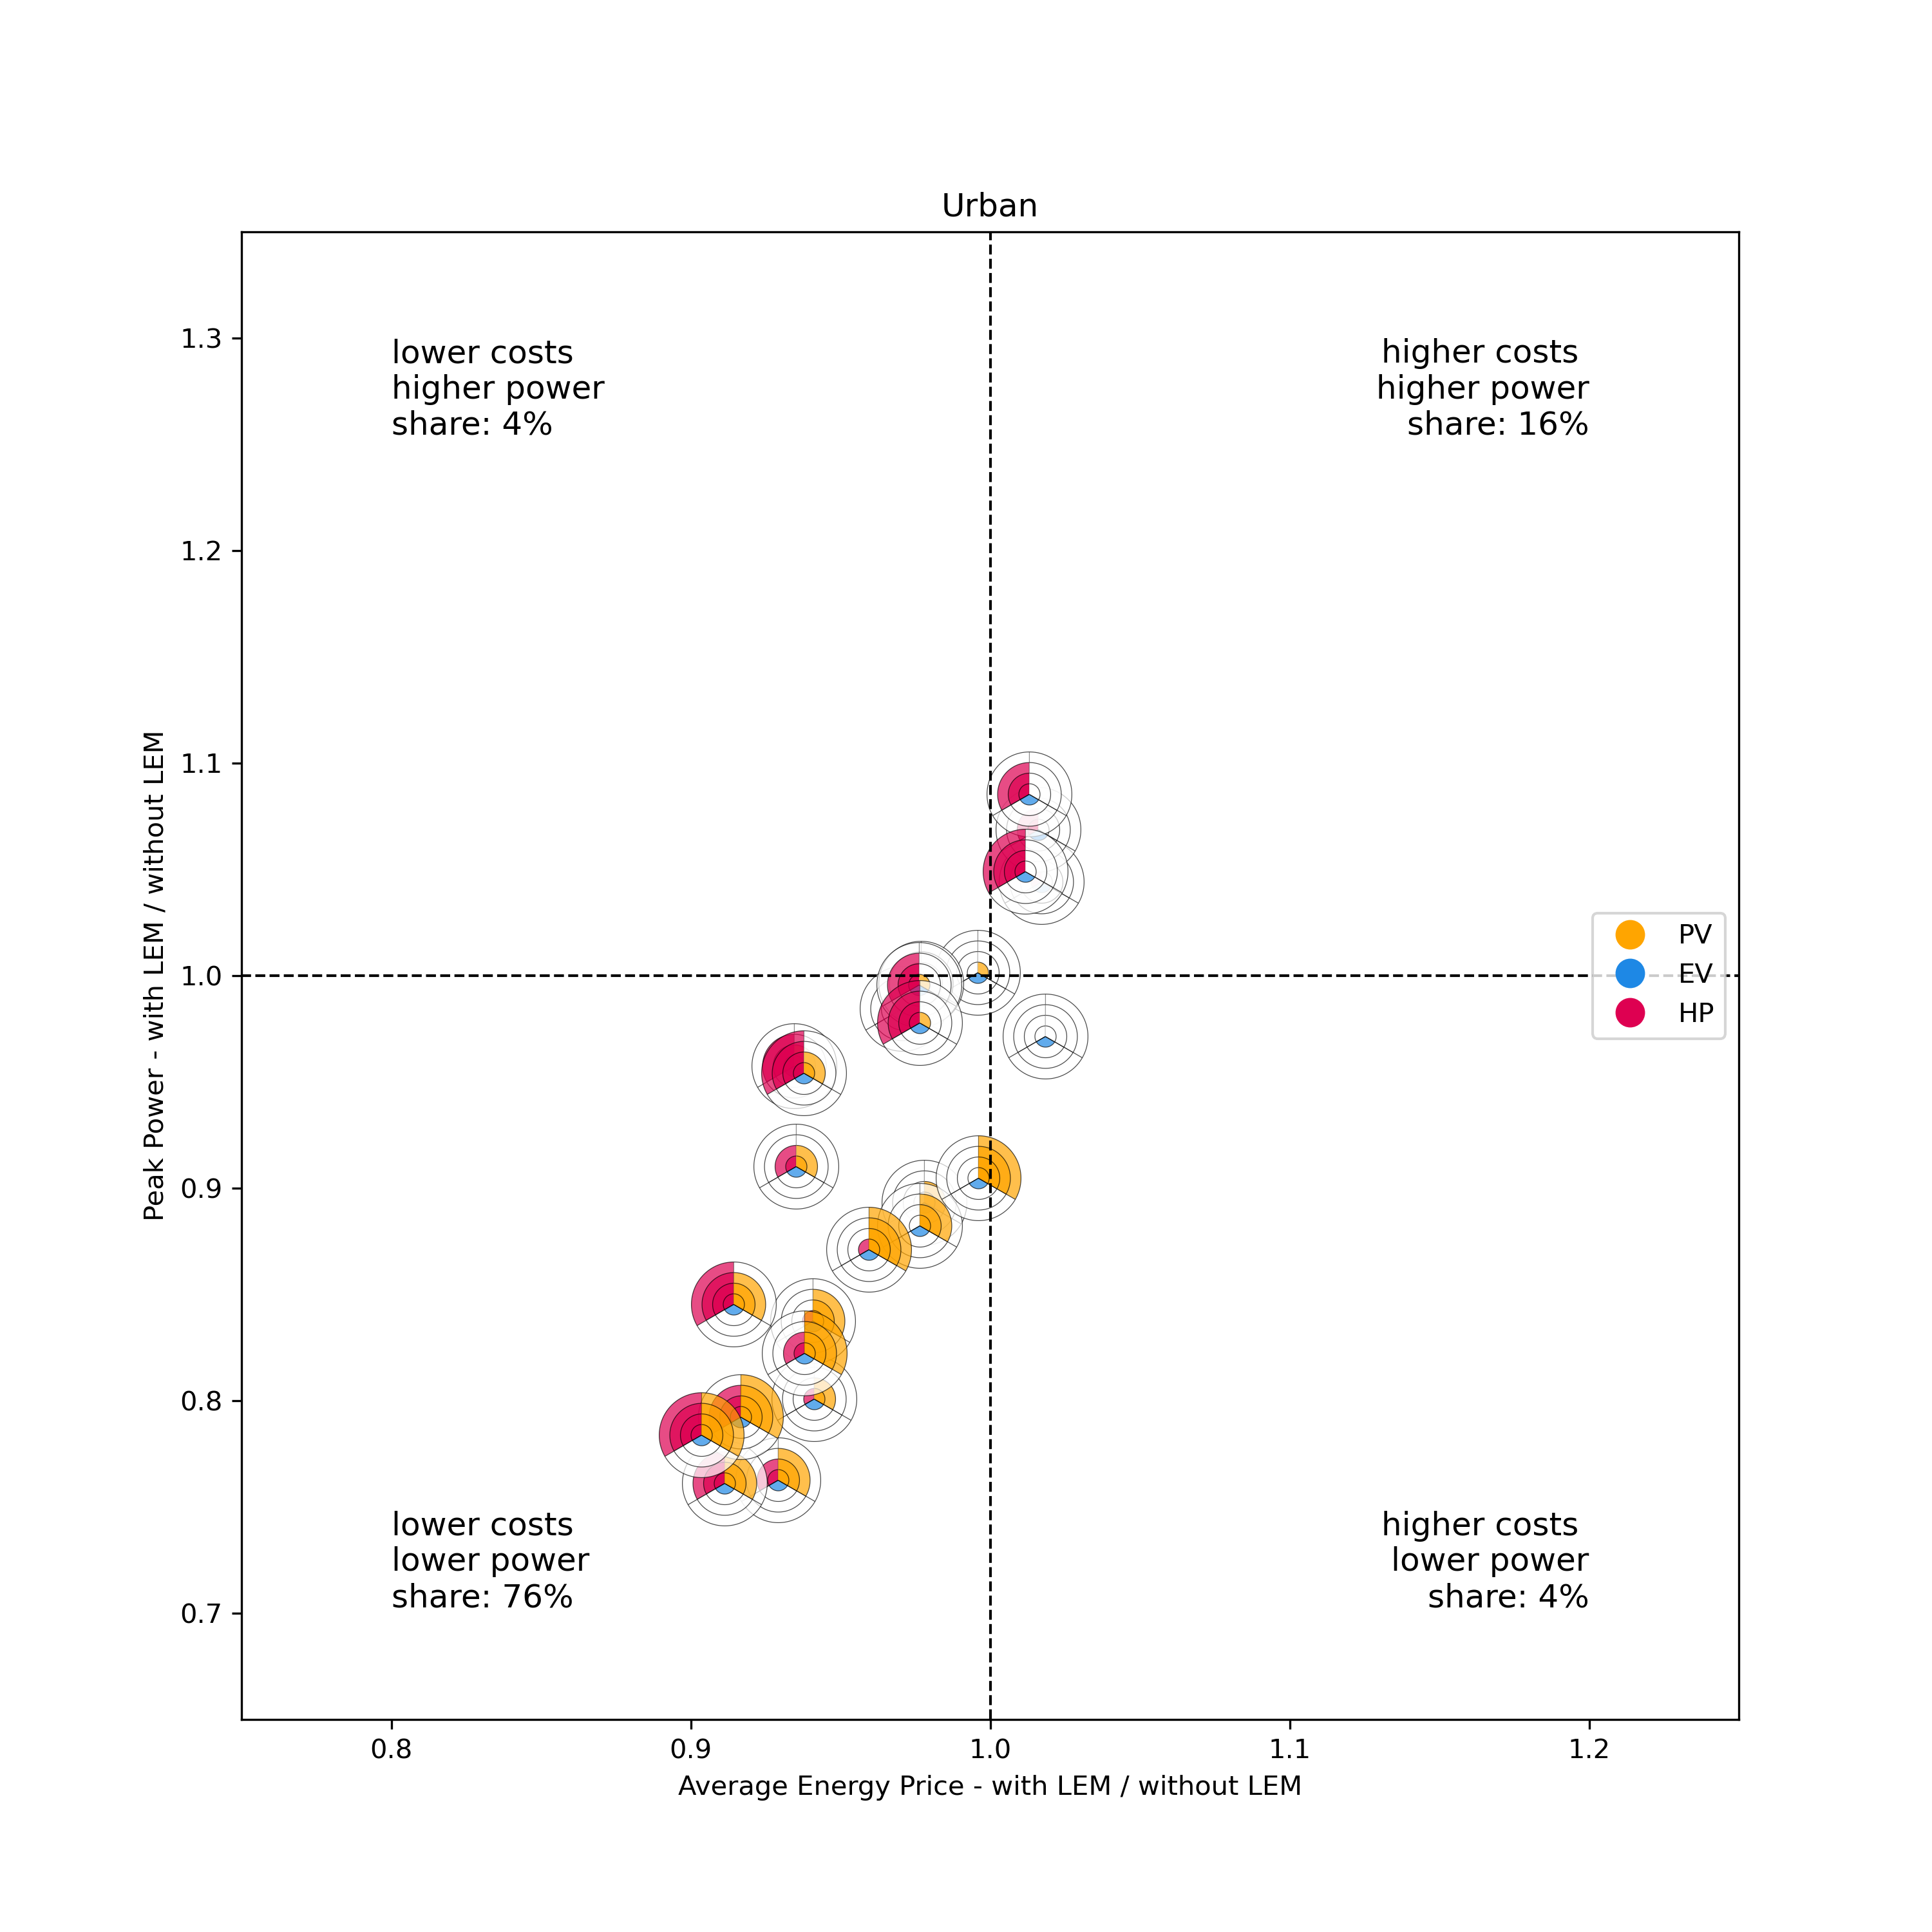 Urban
lower costs
higher power
share: 4%
higher costs
higher power
share: 16%
1.3
1.2
1.1
1.0
0.9
0.8
0.7
Peak Power - with LEM / without LEM
PV
EV
HP
lower costs
lower power
share: 76%
higher costs
lower power
share: 4%
0.8
0.9
1.0
1.1
1.2
Average Energy Price - with LEM / without LEM